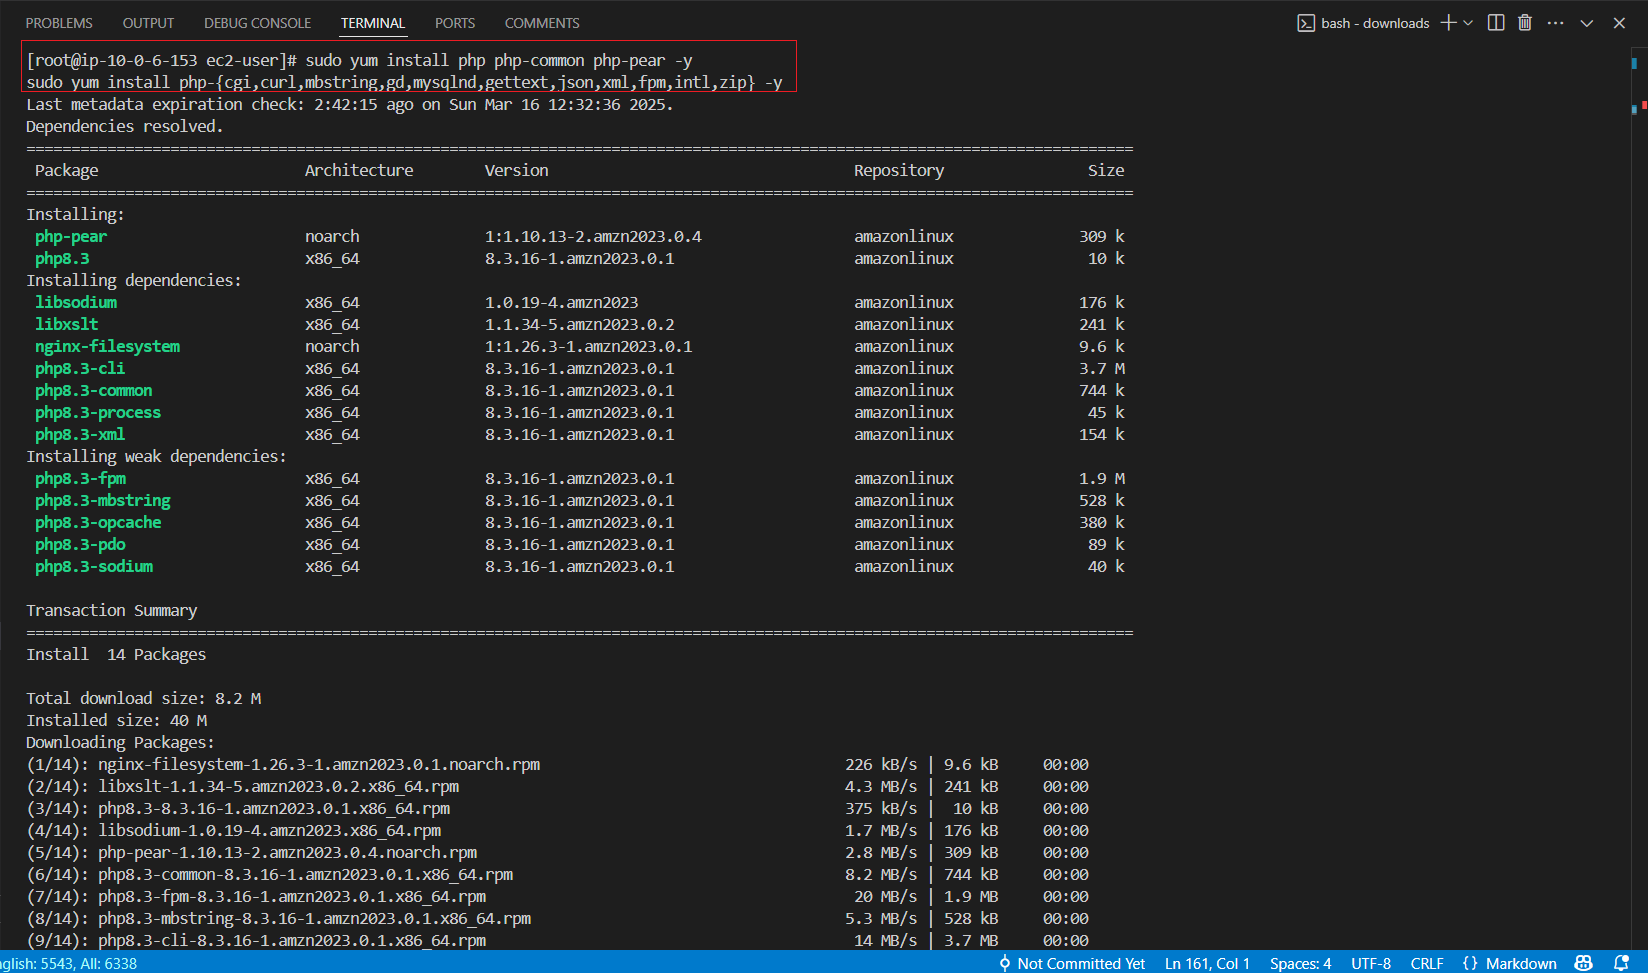 PROBLEMS OUTPUT DEBUG CONSOLE TERMINAL PORTS COMMENTS bash - downloads
[root@ip-10-0-6-153 ec2-user]# sudo yum install php php-common php-pear -y
sudo yum install php-{cgi,curl,mbstring,gd,mysqlnd,gettext,json,xml,fpm,intl,zip} -y
Last metadata expiration check: 2:42:15 ago on Sun Mar 16 12:32:36 2025.
Dependencies resolved.
===========================================================================================================================
Package Architecture Version Repository Size
===========================================================================================================================
Installing:
php-pear noarch 1:1.10.13-2.amzn2023.0.4 amazonlinux 309 k
php8.3 x86_64 8.3.16-1.amzn2023.0.1 amazonlinux 10 k
Installing dependencies:
libsodium x86_64 1.0.19-4.amzn2023 amazonlinux 176 k
libxslt x86_64 1.1.34-5.amzn2023.0.2 amazonlinux 241 k
nginx-filesystem noarch 1:1.26.3-1.amzn2023.0.1 amazonlinux 9.6 k
php8.3-cli x86_64 8.3.16-1.amzn2023.0.1 amazonlinux 3.7 M
php8.3-common x86_64 8.3.16-1.amzn2023.0.1 amazonlinux 744 k
php8.3-process x86_64 8.3.16-1.amzn2023.0.1 amazonlinux 45 k
php8.3-xml x86_64 8.3.16-1.amzn2023.0.1 amazonlinux 154 k
Installing weak dependencies:
php8.3-fpm x86_64 8.3.16-1.amzn2023.0.1 amazonlinux 1.9 M
php8.3-mbstring x86_64 8.3.16-1.amzn2023.0.1 amazonlinux 528 k
php8.3-opcache x86_64 8.3.16-1.amzn2023.0.1 amazonlinux 380 k
php8.3-pdo x86_64 8.3.16-1.amzn2023.0.1 amazonlinux 89 k
php8.3-sodium x86_64 8.3.16-1.amzn2023.0.1 amazonlinux 40 k
Transaction Summary
===========================================================================================================================
Install 14 Packages
Total download size: 8.2 M
Installed size: 40 M
Downloading Packages:
(1/14): nginx-filesystem-1.26.3-1.amzn2023.0.1.noarch.rpm 226 kB/s | 9.6 kB 00:00
(2/14): libxslt-1.1.34-5.amzn2023.0.2.x86_64.rpm 4.3 MB/s | 241 kB 00:00
(3/14): php8.3-8.3.16-1.amzn2023.0.1.x86_64.rpm 375 kB/s | 10 kB 00:00
(4/14): libsodium-1.0.19-4.amzn2023.x86_64.rpm 1.7 MB/s | 176 kB 00:00
(5/14): php-pear-1.10.13-2.amzn2023.0.4.noarch.rpm 2.8 MB/s | 309 kB 00:00
(6/14): php8.3-common-8.3.16-1.amzn2023.0.1.x86_64.rpm 8.2 MB/s | 744 kB 00:00
(7/14): php8.3-fpm-8.3.16-1.amzn2023.0.1.x86_64.rpm 20 MB/s | 1.9 MB 00:00
(8/14): php8.3-mbstring-8.3.16-1.amzn2023.0.1.x86_64.rpm 5.3 MB/s | 528 kB 00:00
(9/14): php8.3-cli-8.3.16-1.amzn2023.0.1.x86_64.rpm 14 MB/s | 3.7 MB 00:00
nglish: 5543, All: 6338 Not Committed Yet Ln 161, Col 1 Spaces: 4 UTF-8 CRLF {} Markdown